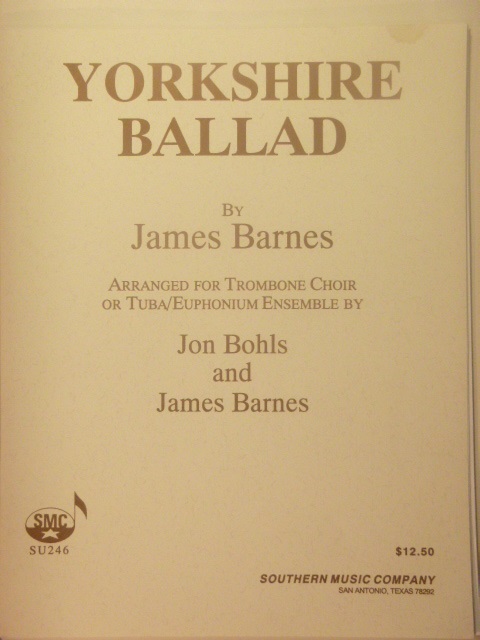 YORKSHIRE
BALLAD
BY
James Barnes
ARRANGED FOR TROMBONE CHOIR
OR TUBA/EUPHONIUM ENSEMBLE BY
Jon Bohls
and
James Barnes
SMC
SU246
$12.50
SOUTHERN MUSIC COMPANY
SAN ANTONIO, TEXAS 78292